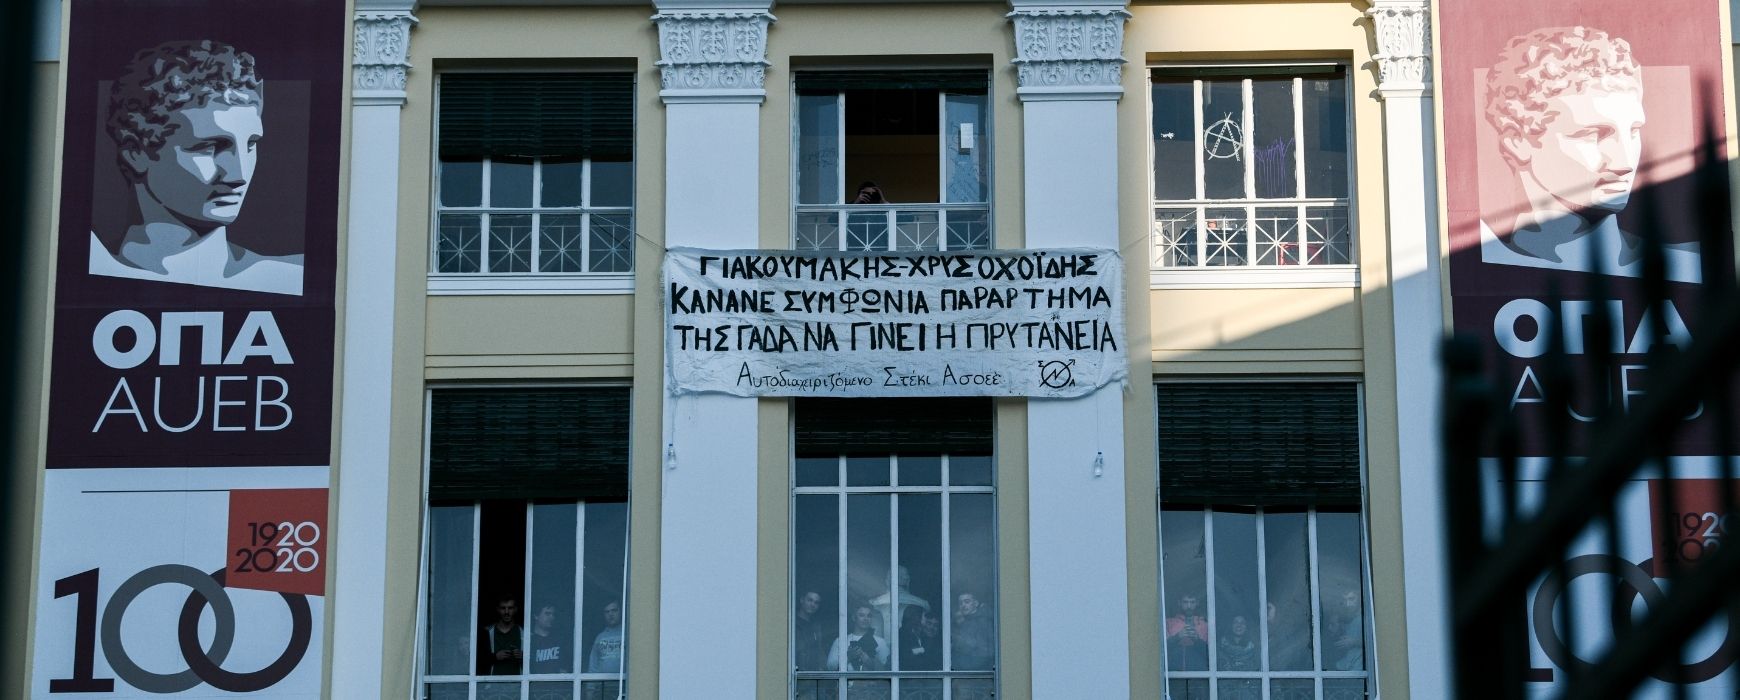 ΟΠΑ
AUEB
1920
2020
100
ΓΙΑΚΟΥΜΑΚΗΣ-ΧΡΥΣΟΧΟΪΔΗΣ
ΚΑΝΑΝΕ ΣΥΜΦΩΝΙΑ ΠΑΡΑΡΤΗΜΑ
ΤΗΣ ΓΑΔΑ ΝΑ ΓΙΝΕΙ Η ΠΡΥΤΑΝΕΙΑ
Αυτοδιαχειριζόμενο Στέκι Ασοεε
NIKE
ΟΠΑ
AUEB
1920
2020
100